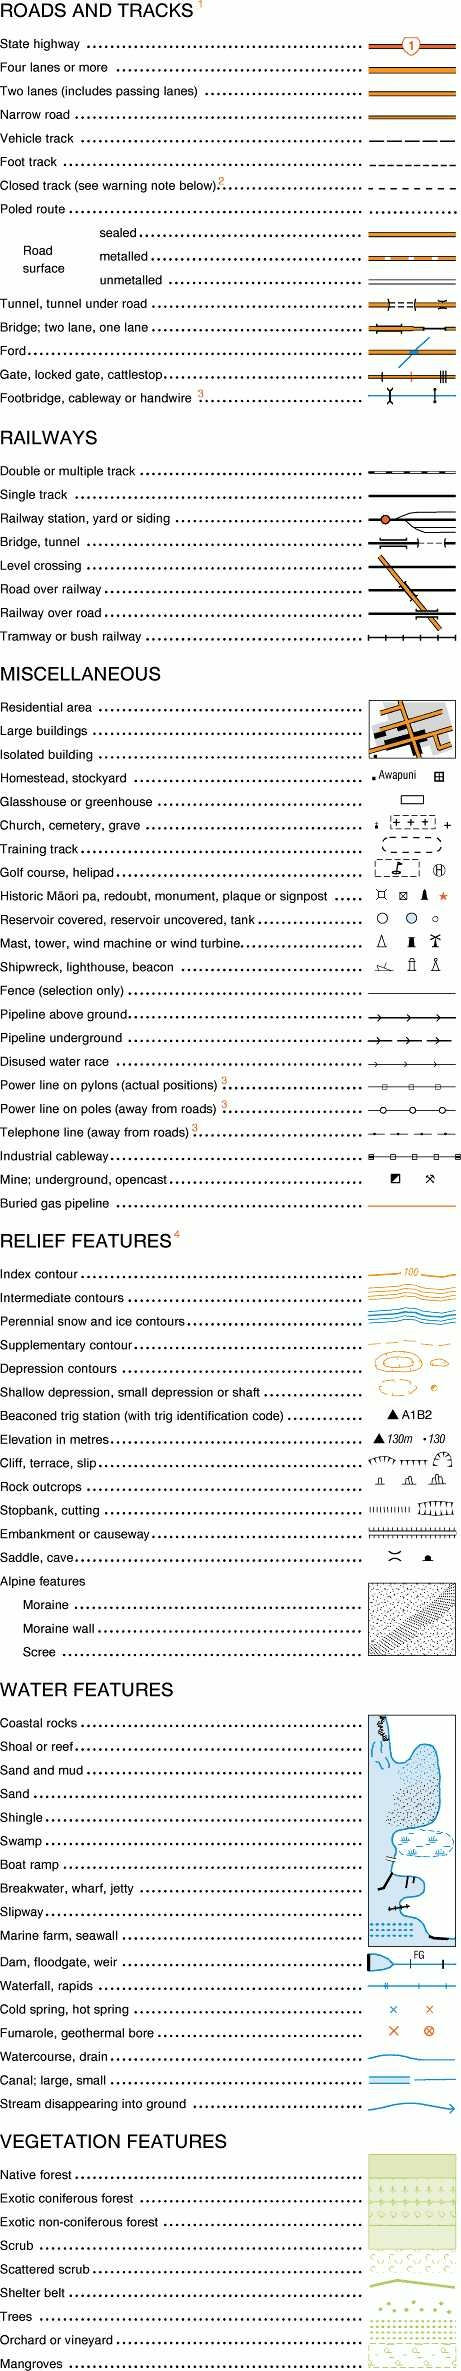 ROADS AND TRACKS 1
State highway 1
Four lanes or more
Two lanes (includes passing lanes)
Narrow road
Vehicle track
Foot track
Closed track (see warning note below) 2
Poled route
sealed
Road surface
metalled
unmetalled
Tunnel, tunnel under road
Bridge; two lane, one lane
Ford
Gate, locked gate, cattlestop
Footbridge, cableway or handwire 3
RAILWAYS
Double or multiple track
Single track
Railway station, yard or siding
Bridge, tunnel
Level crossing
Road over railway
Railway over road
Tramway or bush railway
MISCELLANEOUS
Residential area
Large buildings
Isolated building
Homestead, stockyard Awapuni
Glasshouse or greenhouse
Church, cemetery, grave
Training track
Golf course, helipad H
Historic Māori pa, redoubt, monument, plaque or signpost
Reservoir covered, reservoir uncovered, tank
Mast, tower, wind machine or wind turbine
Shipwreck, lighthouse, beacon
Fence (selection only)
Pipeline above ground
Pipeline underground
Disused water race
Power line on pylons (actual positions) 3
Power line on poles (away from roads) 3
Telephone line (away from roads) 3
Industrial cableway
Mine; underground, opencast
Buried gas pipeline
RELIEF FEATURES 4
Index contour 100
Intermediate contours
Perennial snow and ice contours
Supplementary contour
Depression contours
Shallow depression, small depression or shaft
Beaconed trig station (with trig identification code) A1B2
Elevation in metres 130m 130
Cliff, terrace, slip
Rock outcrops
Stopbank, cutting
Embankment or causeway
Saddle, cave
Alpine features
Moraine
Moraine wall
Scree
WATER FEATURES
Coastal rocks
Shoal or reef
Sand and mud
Sand
Shingle
Swamp
Boat ramp
Breakwater, wharf, jetty
Slipway
Marine farm, seawall
Dam, floodgate, weir FG
Waterfall, rapids
Cold spring, hot spring
Fumarole, geothermal bore
Watercourse, drain
Canal; large, small
Stream disappearing into ground
VEGETATION FEATURES
Native forest
Exotic coniferous forest
Exotic non-coniferous forest
Scrub
Scattered scrub
Shelter belt
Trees
Orchard or vineyard
Mangroves